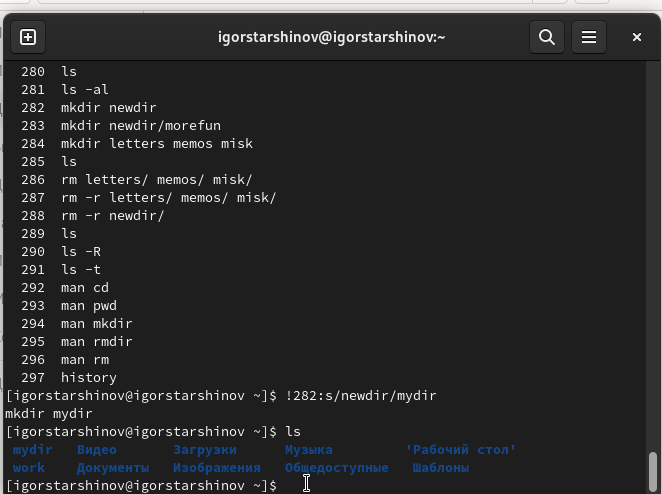 igorstarshinov@igorstarshinov:~
280 ls
281 ls -al
282 mkdir newdir
283 mkdir newdir/morefun
284 mkdir letters memos misk
285 ls
286 rm letters/ memos/ misk/
287 rm -r letters/ memos/ misk/
288 rm -r newdir/
289 ls
290 ls -R
291 ls -t
292 man cd
293 man pwd
294 man mkdir
295 man rmdir
296 man rm
297 history
[igorstarshinov@igorstarshinov ~]$ !282:s/newdir/mydir
mkdir mydir
[igorstarshinov@igorstarshinov ~]$ ls
mydir Видео Загрузки Музыка 'Рабочий стол'
work Документы Изображения Общедоступные Шаблоны
[igorstarshinov@igorstarshinov ~]$